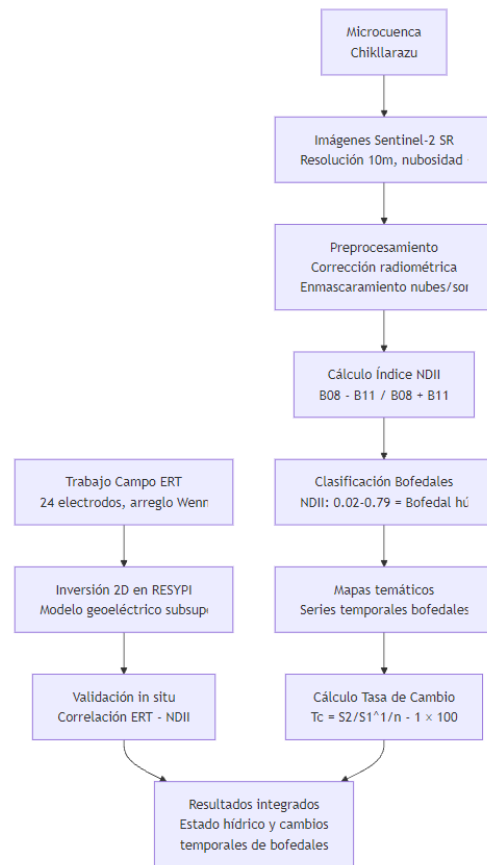 Microcuenca
Chikllarazu
Imágenes Sentinel-2 SR
Resolución 10m, nubosidad
Preprocesamiento
Corrección radiométrica
Enmascaramiento nubes/
Cálculo Índice NDII
B08 - B11 / B08 + B11
Trabajo Campo ERT
24 electrodos, arreglo
Clasificación Bofedales
NDII: 0.02-0.79 = Bofedal
Inversión 2D en RESYPI
Modelo geoeléctrico
Mapas temáticos
Series temporales bofedales
Validación in situ
Correlación ERT - NDII
Cálculo Tasa de Cambio
Tc = S2/S1^1/n - 1 × 100
Resultados integrados
Estado hídrico y cambios
temporales de bofedales